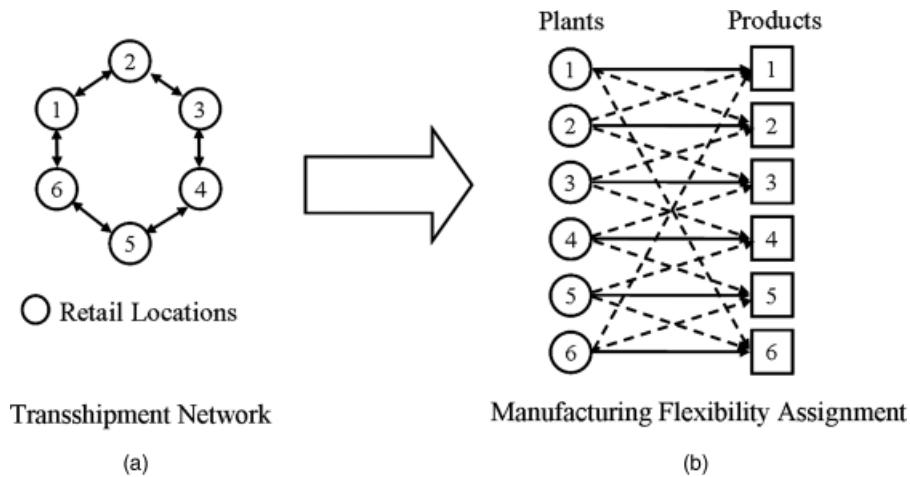 2
1
3
6
4
5
Retail Locations
Transshipment Network
(a)
Plants Products
1 1
2 2
3 3
4 4
5 5
6 6
Manufacturing Flexibility Assignment
(b)